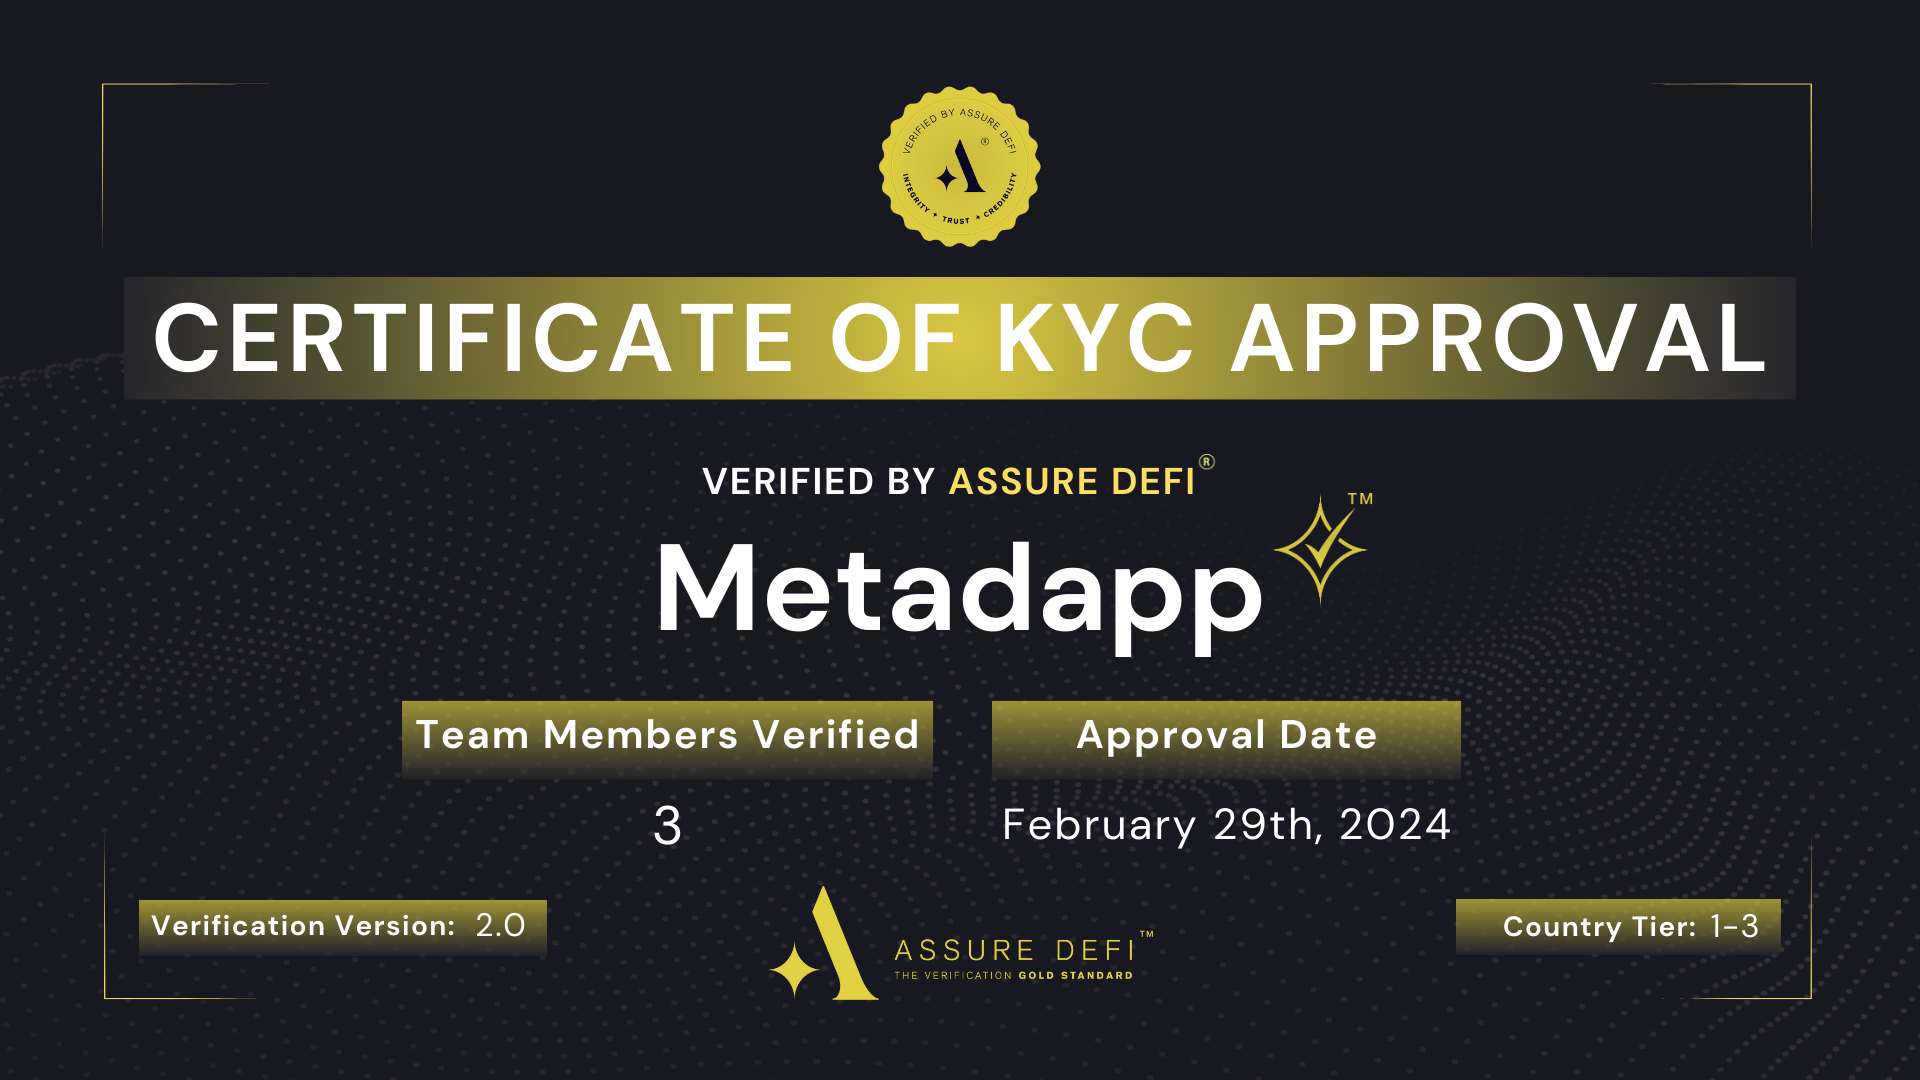 VERIFIED BY ASSURE DEFI
®
INTEGRITY ✦ TRUST ✦ CREDIBILITY
CERTIFICATE OF KYC APPROVAL
VERIFIED BY ASSURE DEFI®
Metadapp
TM
Team Members Verified
3
Approval Date
February 29th, 2024
Verification Version: 2.0
ASSURE DEFI™
THE VERIFICATION GOLD STANDARD
Country Tier: 1-3